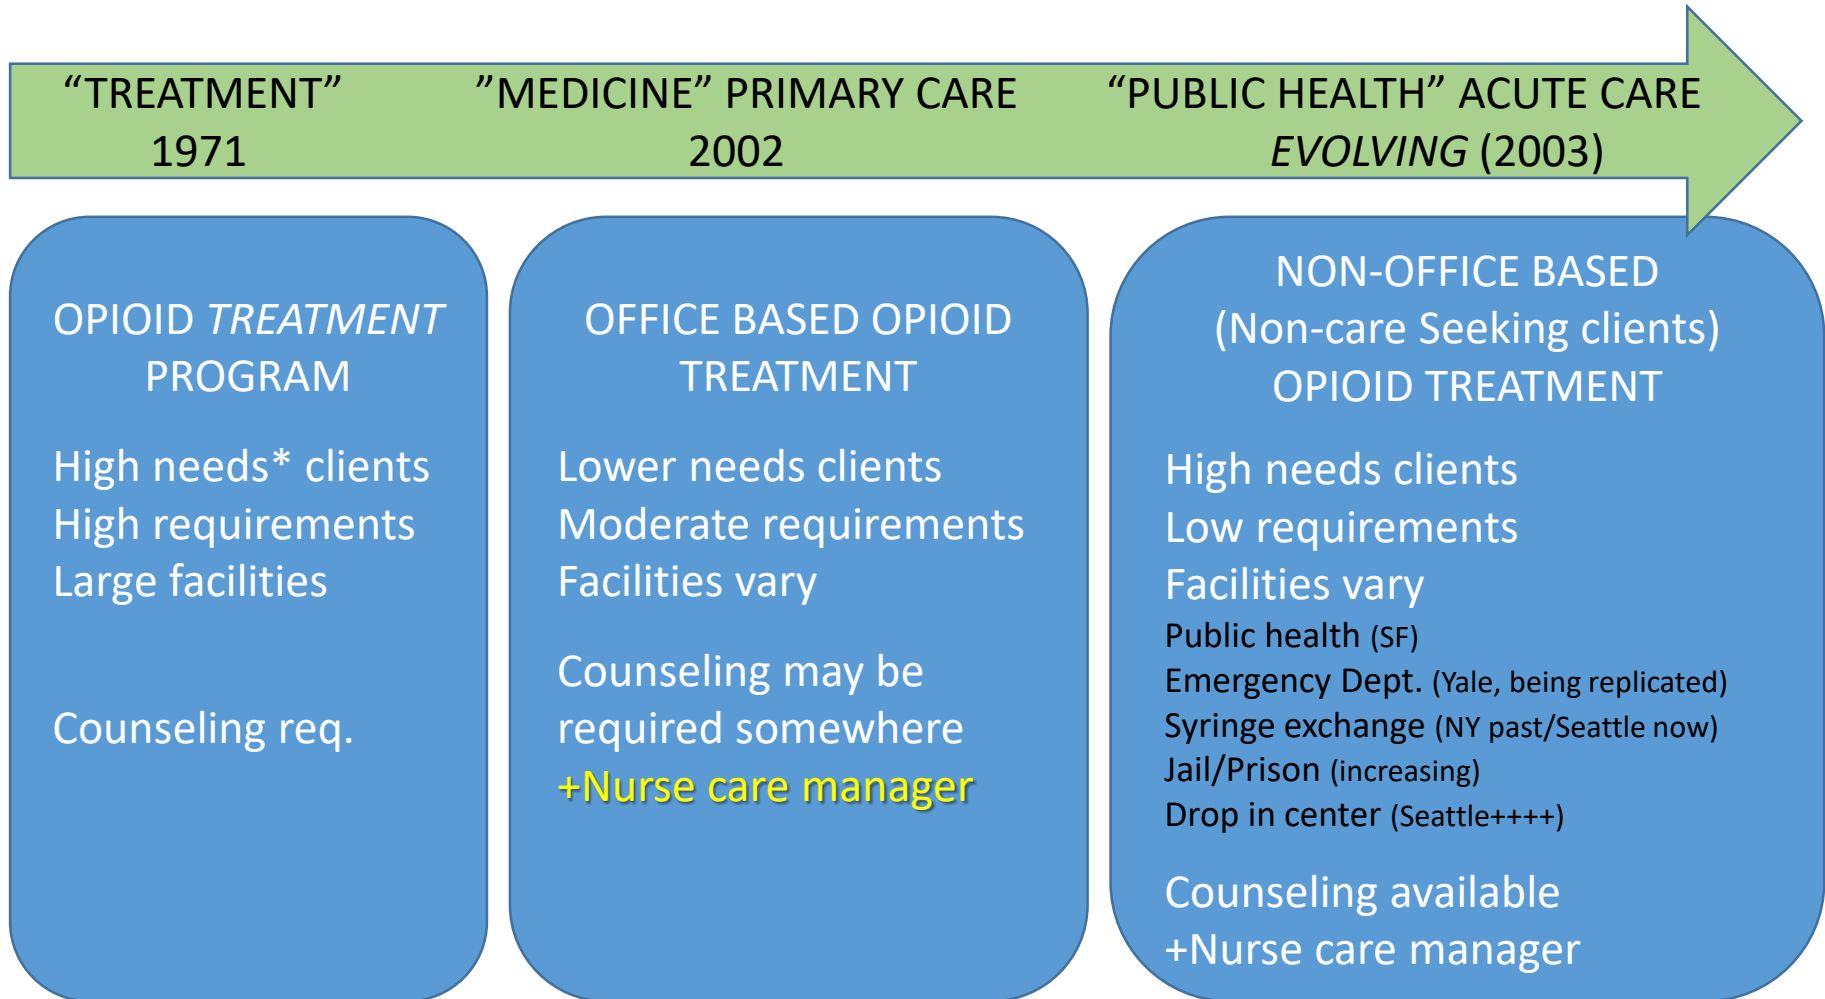 “TREATMENT”
1971
”MEDICINE” PRIMARY CARE
2002
“PUBLIC HEALTH” ACUTE CARE
EVOLVING (2003)
OPIOID TREATMENT
PROGRAM
High needs* clients
High requirements
Large facilities
Counseling req.
OFFICE BASED OPIOID
TREATMENT
Lower needs clients
Moderate requirements
Facilities vary
Counseling may be
required somewhere
+Nurse care manager
NON-OFFICE BASED
(Non-care Seeking clients)
OPIOID TREATMENT
High needs clients
Low requirements
Facilities vary
Public health (SF)
Emergency Dept. (Yale, being replicated)
Syringe exchange (NY past/Seattle now)
Jail/Prison (increasing)
Drop in center (Seattle++++)
Counseling available
+Nurse care manager